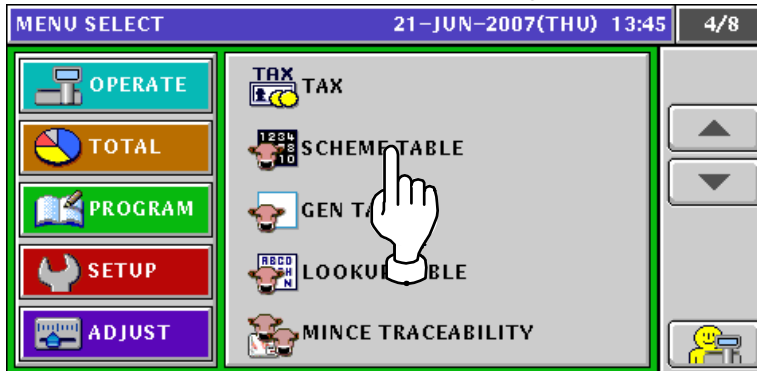 MENU SELECT 21-JUN-2007(THU) 13:45 4/8
OPERATE
TOTAL
PROGRAM
SETUP
ADJUST
TAX TAX
SCHEME TABLE
GEN
MINCE TRACEABILITY